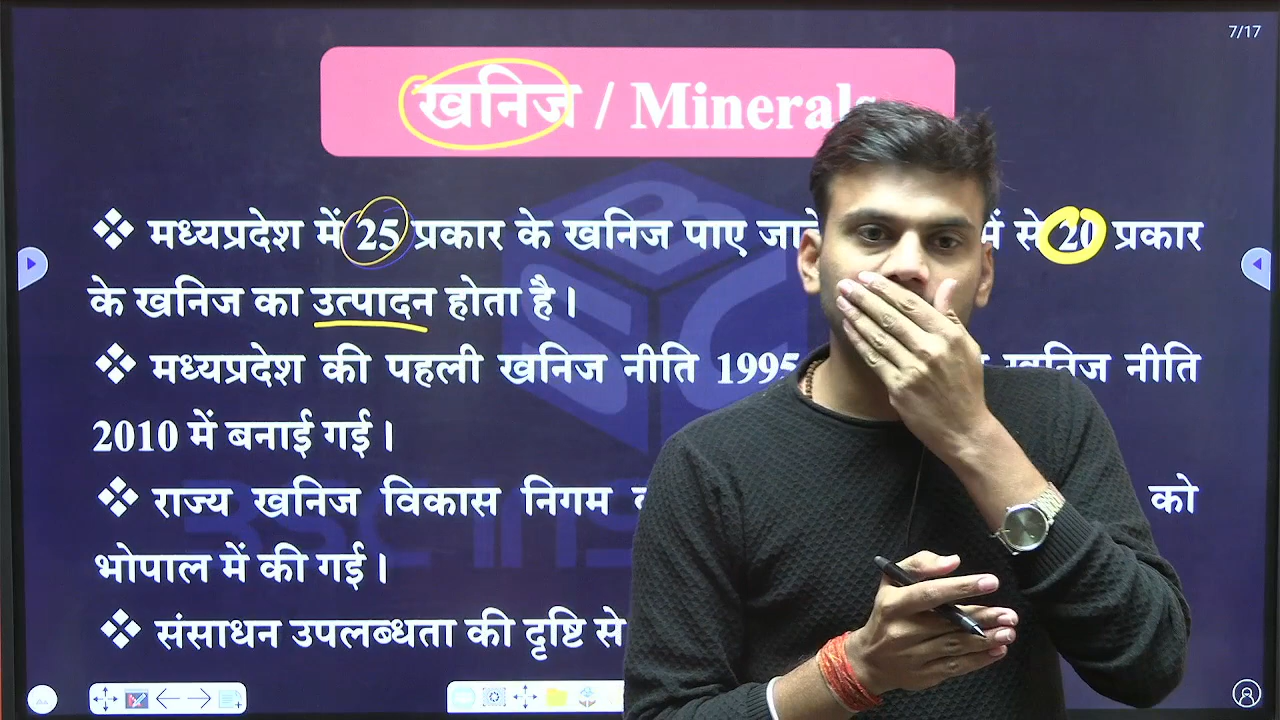 7/17
खनिज / Minerals
❖ मध्यप्रदेश में 25 प्रकार के खनिज पाए जाते में से 20 प्रकार
के खनिज का उत्पादन होता है।
❖ मध्यप्रदेश की पहली खनिज नीति 1995 खनिज नीति
2010 में बनाई गई।
❖ राज्य खनिज विकास निगम को
भोपाल में की गई।
❖ संसाधन उपलब्धता की दृष्टि से